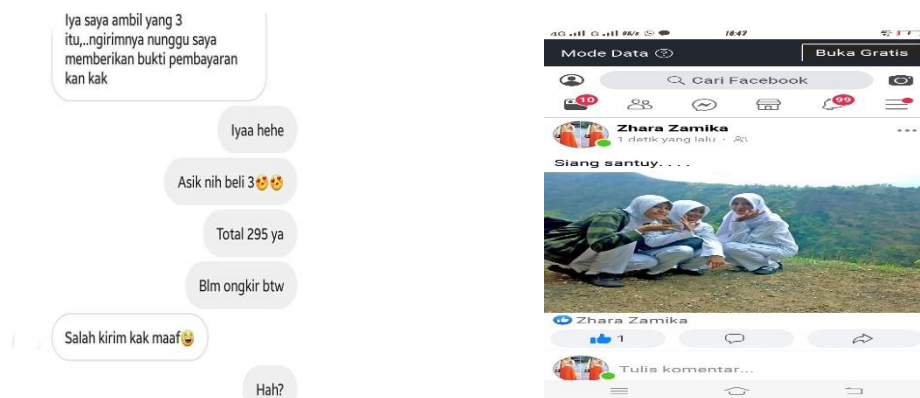 Iya saya ambil yang 3
itu,..ngirimnya nunggu saya
memberikan bukti pembayaran
kan kak
Iyaa hehe
Asik nih beli 3
Total 295 ya
Blm ongkir btw
Salah kirim kak maaf
Hah?
16:47
Mode Data
Buka Gratis
Cari Facebook
10
99
Zhara Zamika
1 detik yang lalu
Siang santuy. . . .
Zhara Zamika
1
Tulis komentar...